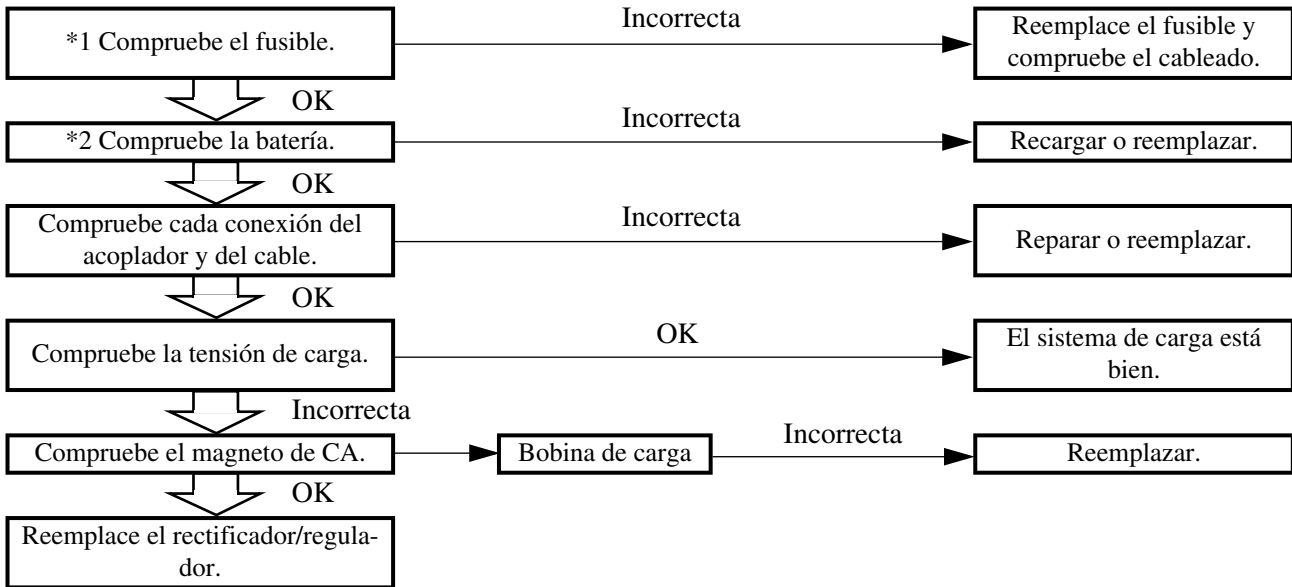 *1 Compruebe el fusible.
Incorrecta
Reemplace el fusible y
compruebe el cableado.
OK
*2 Compruebe la batería.
Incorrecta
Recargar o reemplazar.
OK
Compruebe cada conexión del
acoplador y del cable.
Incorrecta
Reparar o reemplazar.
OK
Compruebe la tensión de carga.
OK
El sistema de carga está
bien.
Incorrecta
Compruebe el magneto de CA.
Bobina de carga
Incorrecta
Reemplazar.
OK
Reemplace el rectificador/regula-
dor.